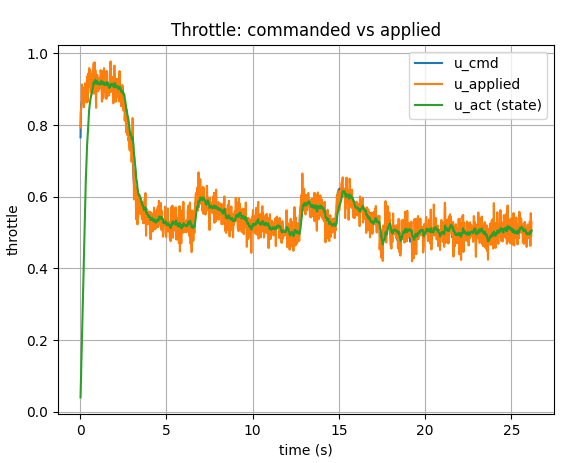 Throttle: commanded vs applied
1.0
0.8
0.6
0.4
0.2
0.0
throttle
u_cmd
u_applied
u_act (state)
0 5 10 15 20 25
time (s)